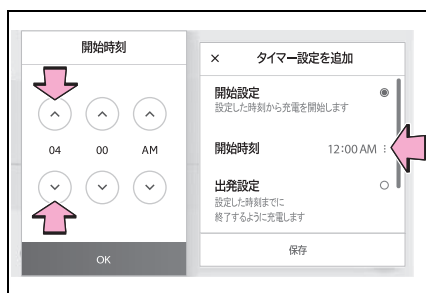 開始時刻
04 00 AM
OK
× タイマー設定を追加
開始設定
設定した時刻から充電を開始します
開始時刻 12:00 AM
出発設定
設定した時刻までに
終了するように充電します
保存